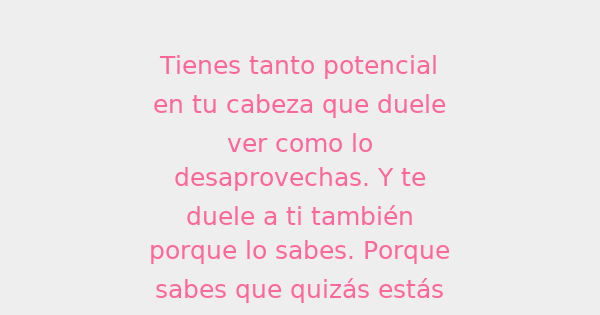 Tienes tanto potencial
en tu cabeza que duele
ver como lo
desaprovechas. Y te
duele a ti también
porque lo sabes. Porque
sabes que quizás estás